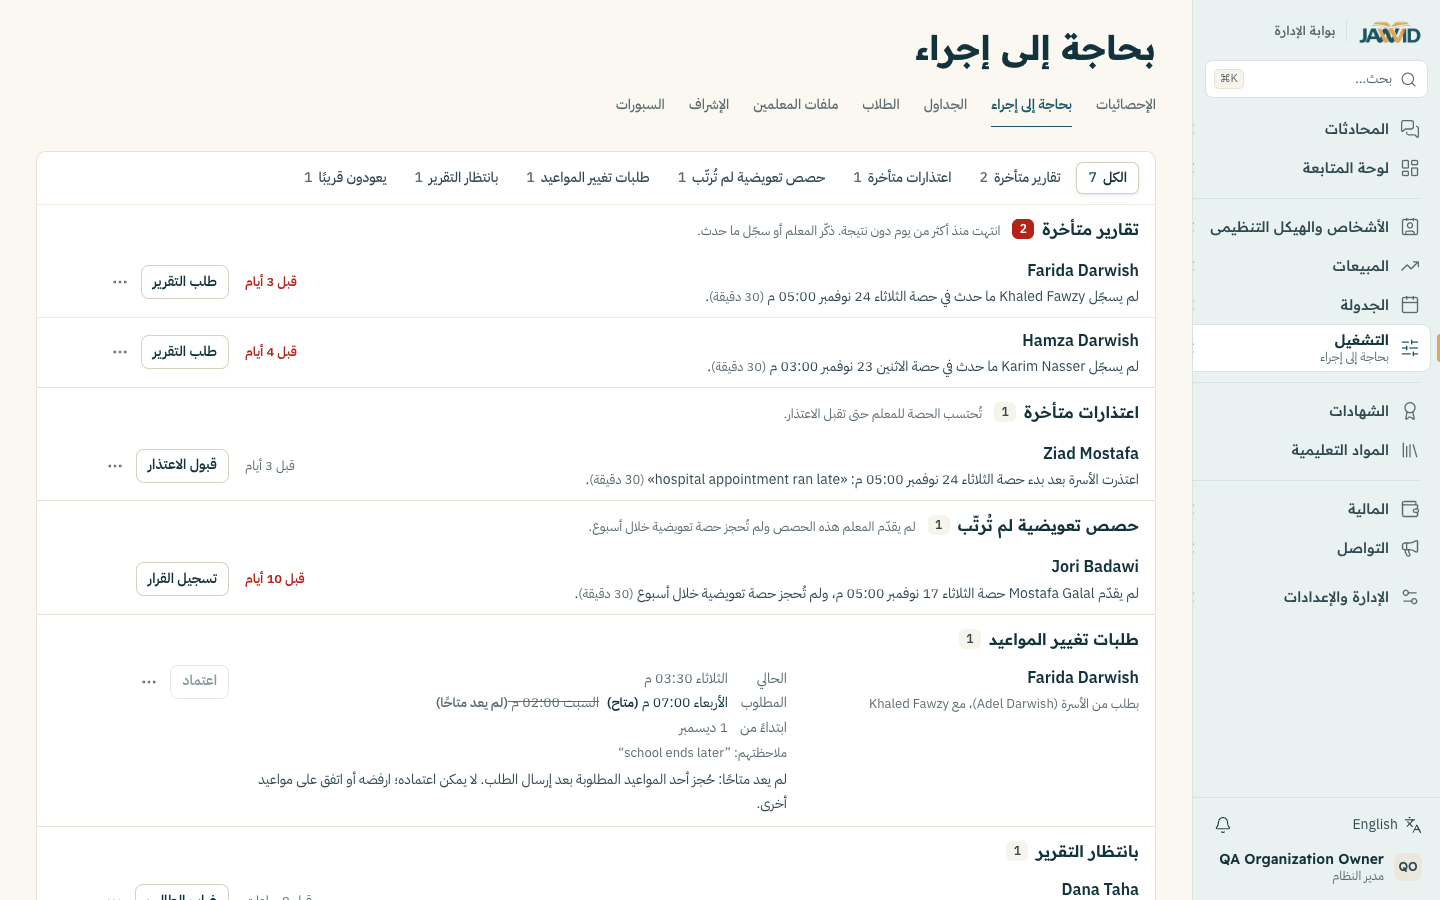 JAWWID
بوابة الإدارة
بحث...
⌘K
المحادثات
لوحة المتابعة
الأشخاص والهيكل التنظيمي
المبيعات
الجدولة
التشغيل
بحاجة إلى إجراء
الشهادات
المواد التعليمية
المالية
التواصل
الإدارة والإعدادات
English
QO
QA Organization Owner
مدير النظام
بحاجة إلى إجراء
الإحصائيات بحاجة إلى إجراء الجداول الطلاب ملفات المعلمين الإشراف السبورات
الكل 7 تقارير متأخرة 2 اعتذارات متأخرة 1 حصص تعويضية لم تُرتّب 1 طلبات تغيير المواعيد 1 بانتظار التقرير 1 يعودون قريبًا 1
تقارير متأخرة 2 انتهت منذ أكثر من يوم دون نتيجة. ذكّر المعلم أو سجّل ما حدث.
Farida Darwish
لم يسجّل Khaled Fawzy ما حدث في حصة الثلاثاء 24 نوفمبر 05:00 م (30 دقيقة).
قبل 3 أيام
طلب التقرير
Hamza Darwish
لم يسجّل Karim Nasser ما حدث في حصة الاثنين 23 نوفمبر 03:00 م (30 دقيقة).
قبل 4 أيام
طلب التقرير
اعتذارات متأخرة 1 تُحتسب الحصة للمعلم حتى تقبل الاعتذار.
Ziad Mostafa
اعتذرت الأسرة بعد بدء حصة الثلاثاء 24 نوفمبر 05:00 م: «hospital appointment ran late» (30 دقيقة).
قبل 3 أيام
قبول الاعتذار
حصص تعويضية لم تُرتّب 1 لم يقدّم المعلم هذه الحصص ولم تُحجز حصة تعويضية خلال أسبوع.
Jori Badawi
لم يقدّم Mostafa Galal حصة الثلاثاء 17 نوفمبر 05:00 م، ولم تُحجز حصة تعويضية خلال أسبوع (30 دقيقة).
قبل 10 أيام
تسجيل القرار
طلبات تغيير المواعيد 1
Farida Darwish
بطلب من الأسرة (Adel Darwish)، مع Khaled Fawzy
الحالي الثلاثاء 03:30 م
المطلوب الأربعاء 07:00 م (متاح) السبت 02:00 م (لم يعد متاحًا)
ابتداءً من 1 ديسمبر
ملاحظتهم: "school ends later"
لم يعد متاحًا: حُجز أحد المواعيد المطلوبة بعد إرسال الطلب. لا يمكن اعتماده؛ ارفضه أو اتفق على مواعيد
أخرى.
اعتماد
بانتظار التقرير 1
Dana Taha